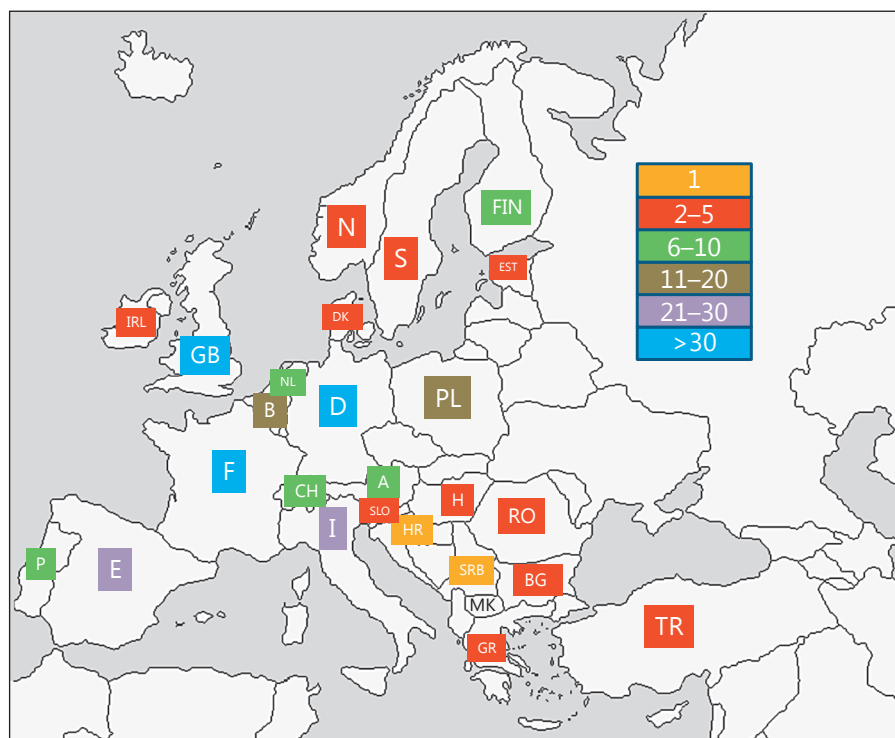 1
FIN
2–5
N
6–10
S
EST
11–20
21–30
DK
IRL
>30
GB
NL
PL
D
B
F
A
CH
H
SLO
RO
I
HR
P
E
SRB
BG
MK
TR
GR